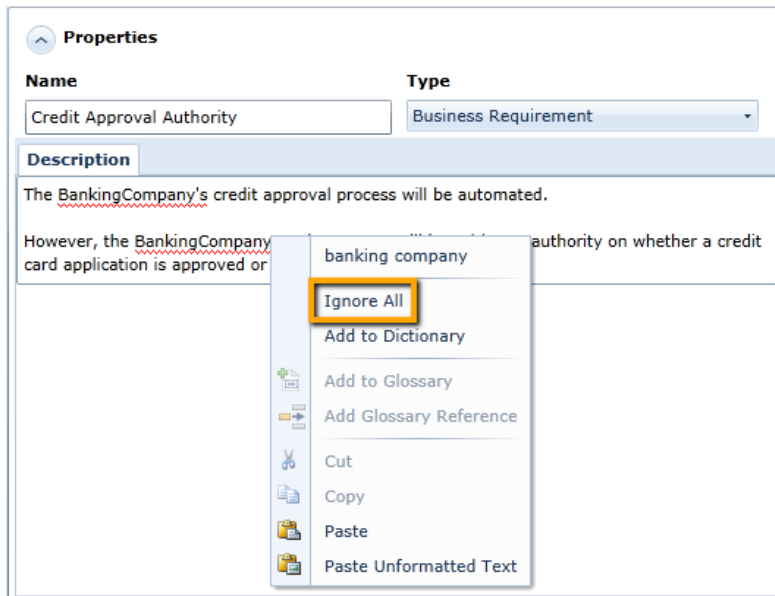 Properties
Name Type
Credit Approval Authority Business Requirement
Description
The BankingCompany's credit approval process will be automated.
However, the BankingCompany authority on whether a credit
card application is approved or
banking company
Ignore All
Add to Dictionary
Add to Glossary
Add Glossary Reference
Cut
Copy
Paste
Paste Unformatted Text